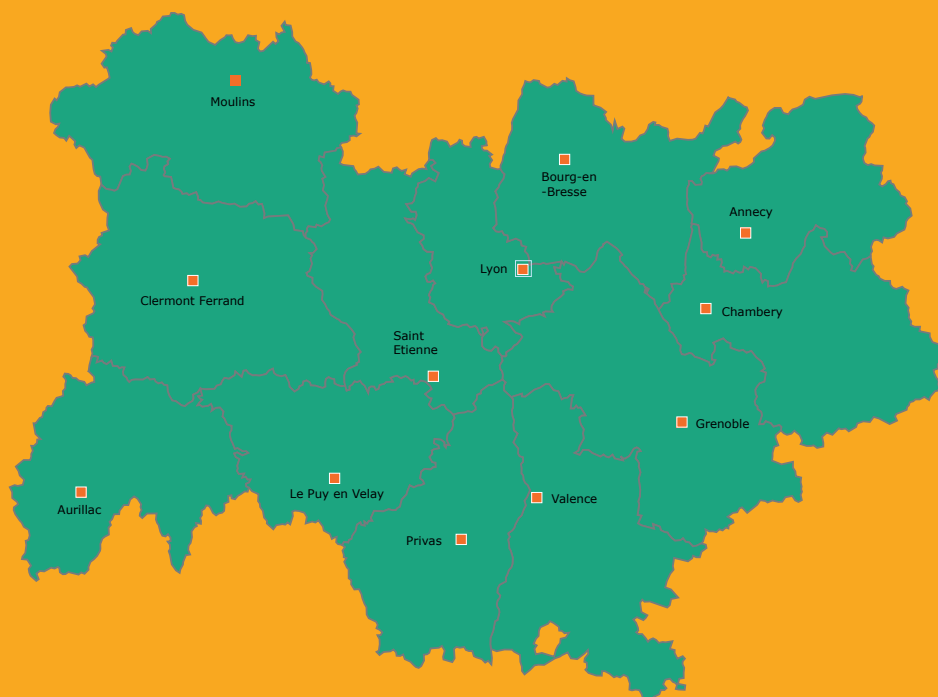 Moulins
Bourg-en
-Bresse
Annecy
Lyon
Clermont Ferrand
Chambery
Saint
Etienne
Grenoble
Le Puy en Velay
Valence
Aurillac
Privas